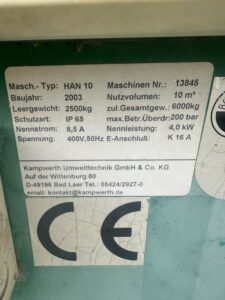 Masch.- Typ: HAN 10 Maschinen Nr.: 13845
Baujahr: 2003 Nutzvolumen: 10 m³
Leergewicht: 2500kg zul.Gesamtgew.: 6000kg
Schutzart: IP 65 max.Betr.Überdr: 200 bar
Nennstrom: 8,5 A Nennleistung: 4,0 kW
Spannung: 400V,50Hz E-Anschluß: K 16 A
Kampwerth Umwelttechnik GmbH & Co. KG
Auf der Wittenburg 80
D-49196 Bad Laer Tel.: 05424/2927-0
email: kontakt@kampwerth.de
CE